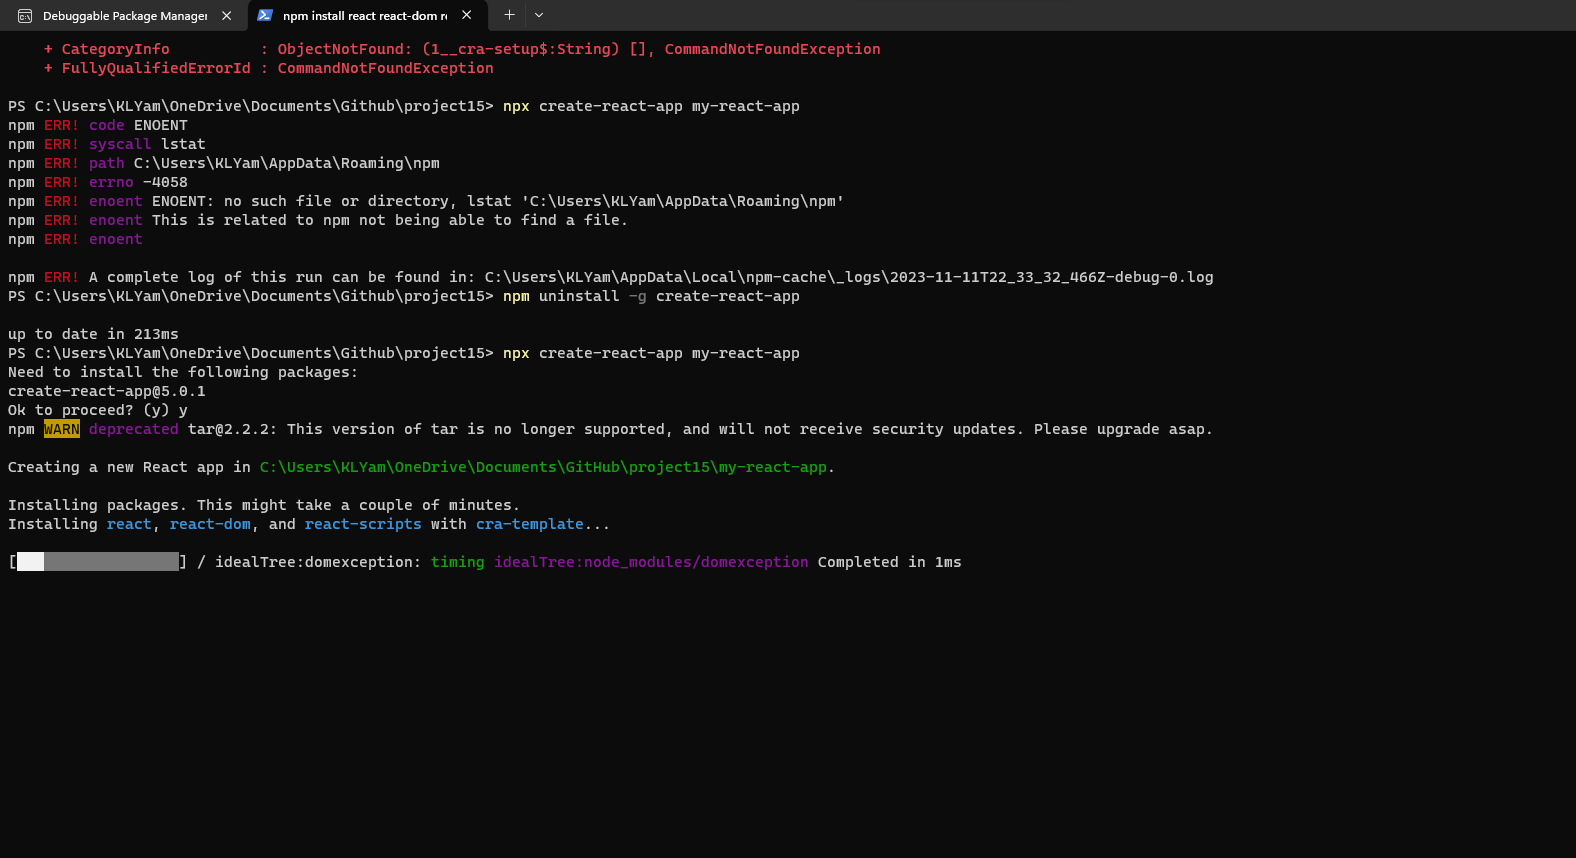 Debuggable Package Manager
npm install react react-dom re
+ CategoryInfo          : ObjectNotFound: (1__cra-setup$:String) [], CommandNotFoundException
+ FullyQualifiedErrorId : CommandNotFoundException
PS C:\Users\KLYam\OneDrive\Documents\Github\project15> npx create-react-app my-react-app
npm ERR! code ENOENT
npm ERR! syscall lstat
npm ERR! path C:\Users\KLYam\AppData\Roaming\npm
npm ERR! errno -4058
npm ERR! enoent ENOENT: no such file or directory, lstat 'C:\Users\KLYam\AppData\Roaming\npm'
npm ERR! enoent This is related to npm not being able to find a file.
npm ERR! enoent
npm ERR! A complete log of this run can be found in: C:\Users\KLYam\AppData\Local\npm-cache\_logs\2023-11-11T22_33_32_466Z-debug-0.log
PS C:\Users\KLYam\OneDrive\Documents\Github\project15> npm uninstall -g create-react-app
up to date in 213ms
PS C:\Users\KLYam\OneDrive\Documents\Github\project15> npx create-react-app my-react-app
Need to install the following packages:
create-react-app@5.0.1
Ok to proceed? (y) y
npm WARN deprecated tar@2.2.2: This version of tar is no longer supported, and will not receive security updates. Please upgrade asap.
Creating a new React app in C:\Users\KLYam\OneDrive\Documents\GitHub\project15\my-react-app.
Installing packages. This might take a couple of minutes.
Installing react, react-dom, and react-scripts with cra-template...
[                  ] / idealTree:domexception: timing idealTree:node_modules/domexception Completed in 1ms